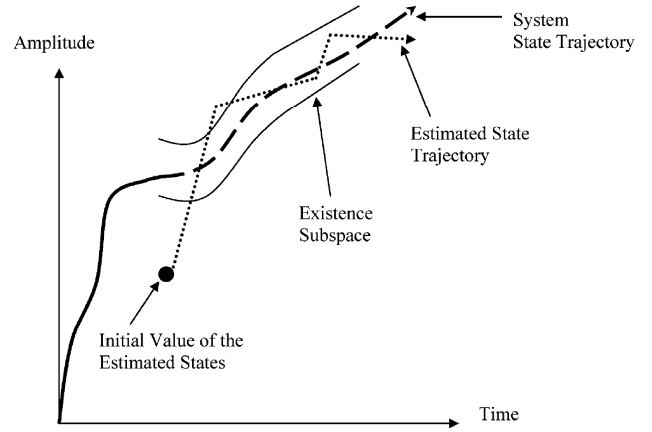 System
State Trajectory
Amplitude
Estimated State
Trajectory
Existence
Subspace
Initial Value of the
Estimated States
Time